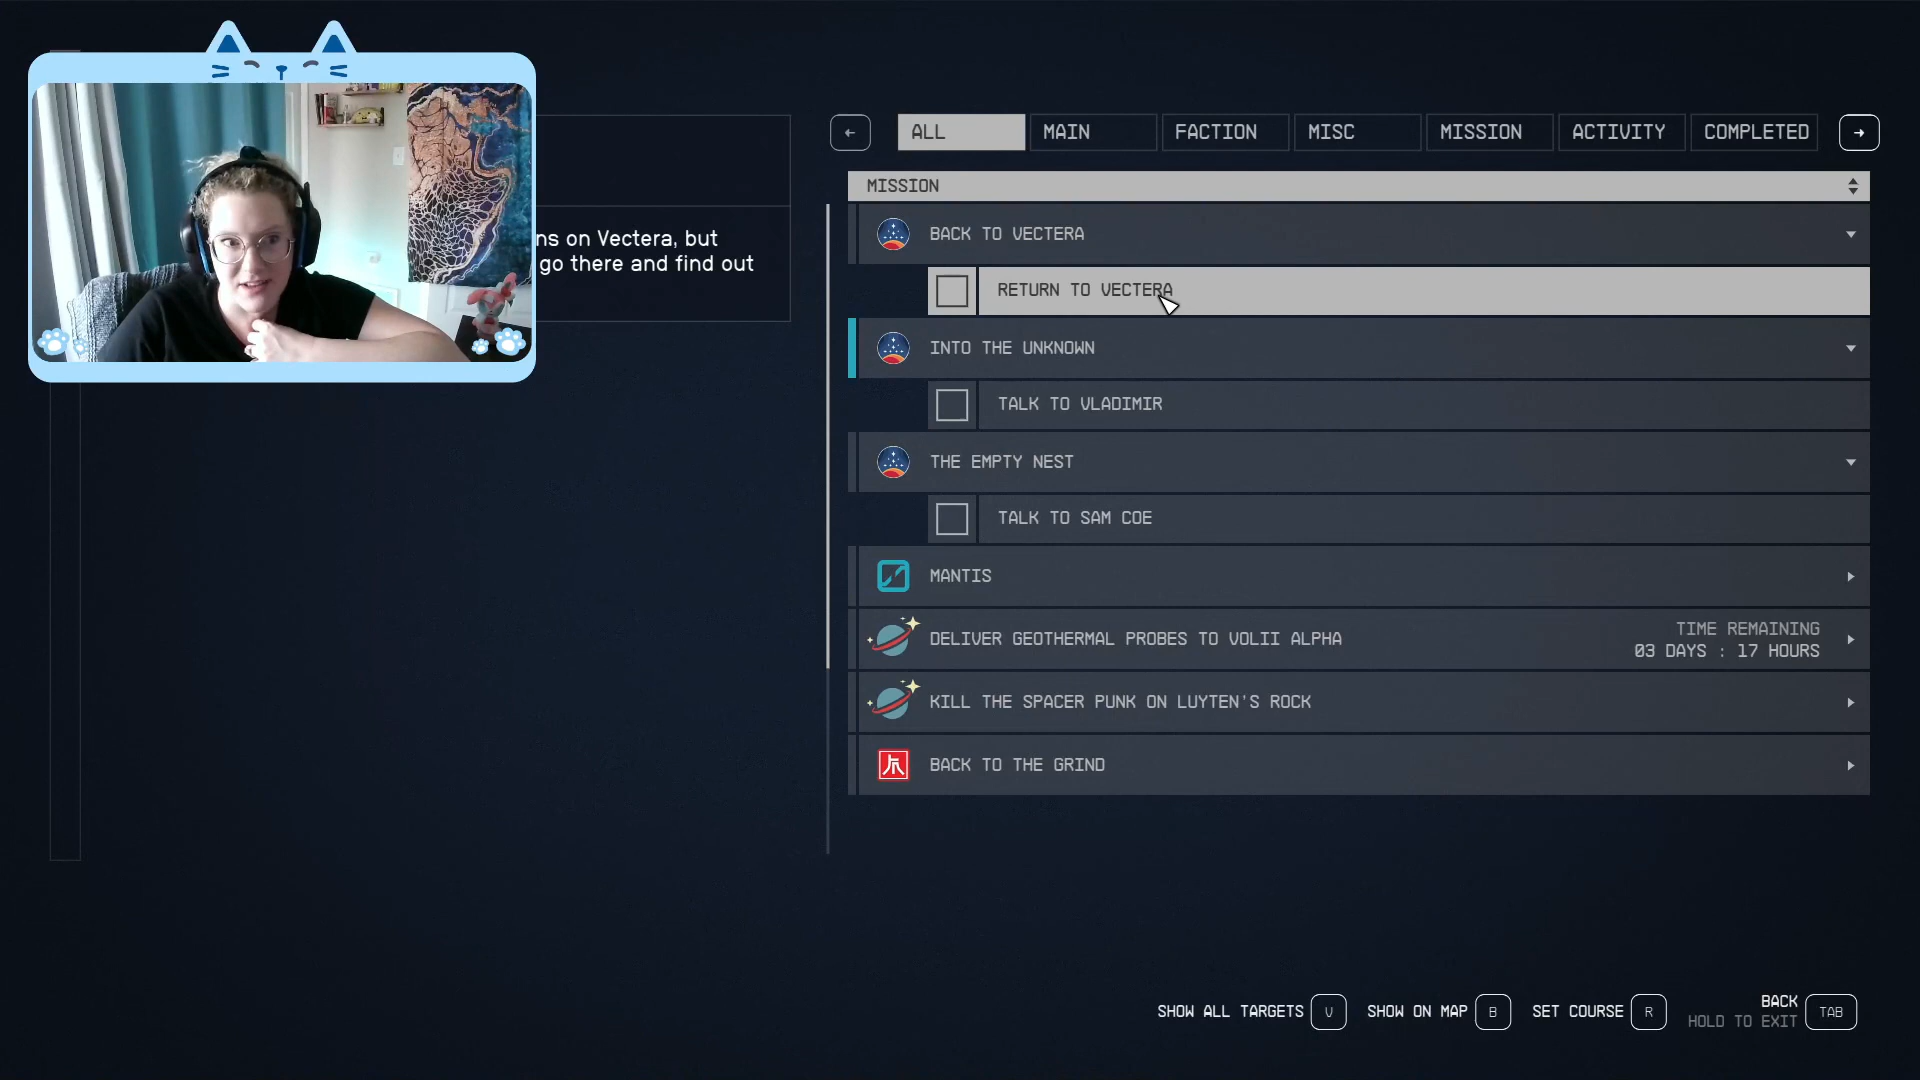 ns on Vectera, but
go there and find out
←
ALL
MAIN
FACTION
MISC
MISSION
ACTIVITY
COMPLETED
→
MISSION
BACK TO VECTERA
RETURN TO VECTERA
INTO THE UNKNOWN
TALK TO VLADIMIR
THE EMPTY NEST
TALK TO SAM COE
MANTIS
DELIVER GEOTHERMAL PROBES TO VOLII ALPHA
TIME REMAINING
03 DAYS : 17 HOURS
KILL THE SPACER PUNK ON LUYTEN'S ROCK
BACK TO THE GRIND
SHOW ALL TARGETS V
SHOW ON MAP B
SET COURSE R
BACK
HOLD TO EXIT
TAB